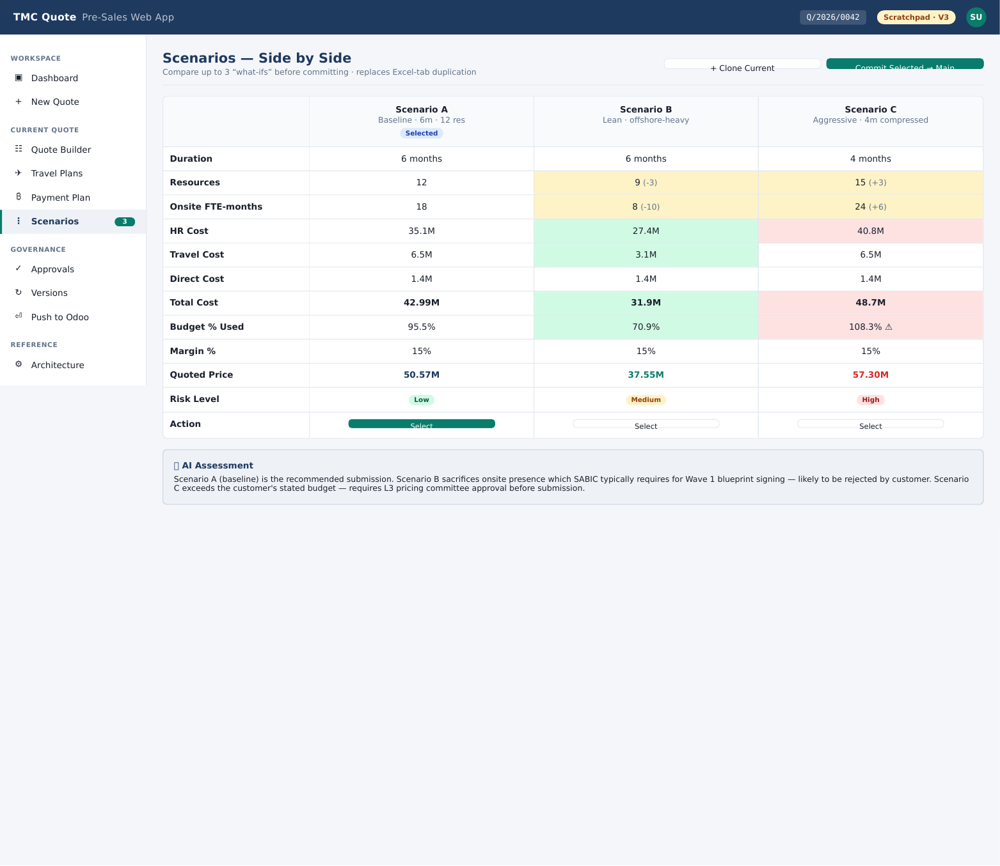 TMC Quote Pre-Sales Web App
Q/2026/0042
Scratchpad · V3
SU
WORKSPACE
Dashboard
+ New Quote
CURRENT QUOTE
Quote Builder
Travel Plans
Payment Plan
Scenarios 3
GOVERNANCE
✓ Approvals
Versions
Push to Odoo
REFERENCE
Architecture
Scenarios — Side by Side
Compare up to 3 “what-ifs” before committing · replaces Excel-tab duplication
+ Clone Current
Commit Selected → Main
Scenario A
Baseline · 6m · 12 res
Selected
Scenario B
Lean · offshore-heavy
Scenario C
Aggressive · 4m compressed
Duration 6 months 6 months 4 months
Resources 12 9 (-3) 15 (+3)
Onsite FTE-months 18 8 (-10) 24 (+6)
HR Cost 35.1M 27.4M 40.8M
Travel Cost 6.5M 3.1M 6.5M
Direct Cost 1.4M 1.4M 1.4M
Total Cost 42.99M 31.9M 48.7M
Budget % Used 95.5% 70.9% 108.3% ⚠
Margin % 15% 15% 15%
Quoted Price 50.57M 37.55M 57.30M
Risk Level Low Medium High
Action Select Select Select
AI Assessment
Scenario A (baseline) is the recommended submission. Scenario B sacrifices onsite presence which SABIC typically requires for Wave 1 blueprint signing — likely to be rejected by customer. Scenario
C exceeds the customer's stated budget — requires L3 pricing committee approval before submission.